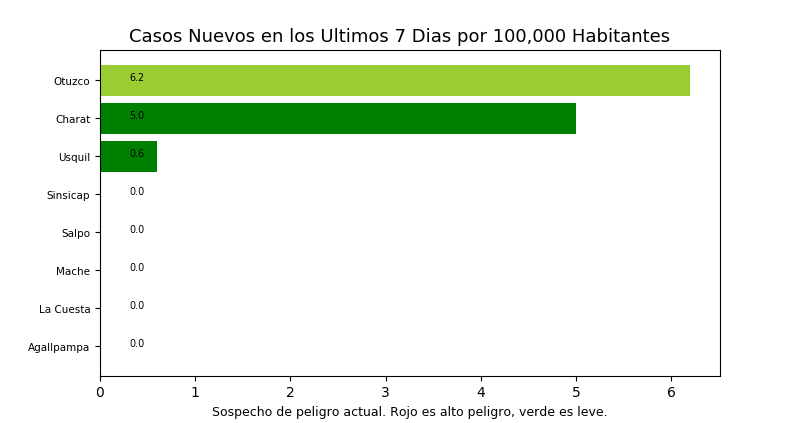 Casos Nuevos en los Ultimos 7 Dias por 100,000 Habitantes
Otuzco 6.2
Charat 5.0
Usquil 0.6
Sinsicap 0.0
Salpo 0.0
Mache 0.0
La Cuesta 0.0
Agallpampa 0.0
0 1 2 3 4 5 6
Sospecho de peligro actual. Rojo es alto peligro, verde es leve.